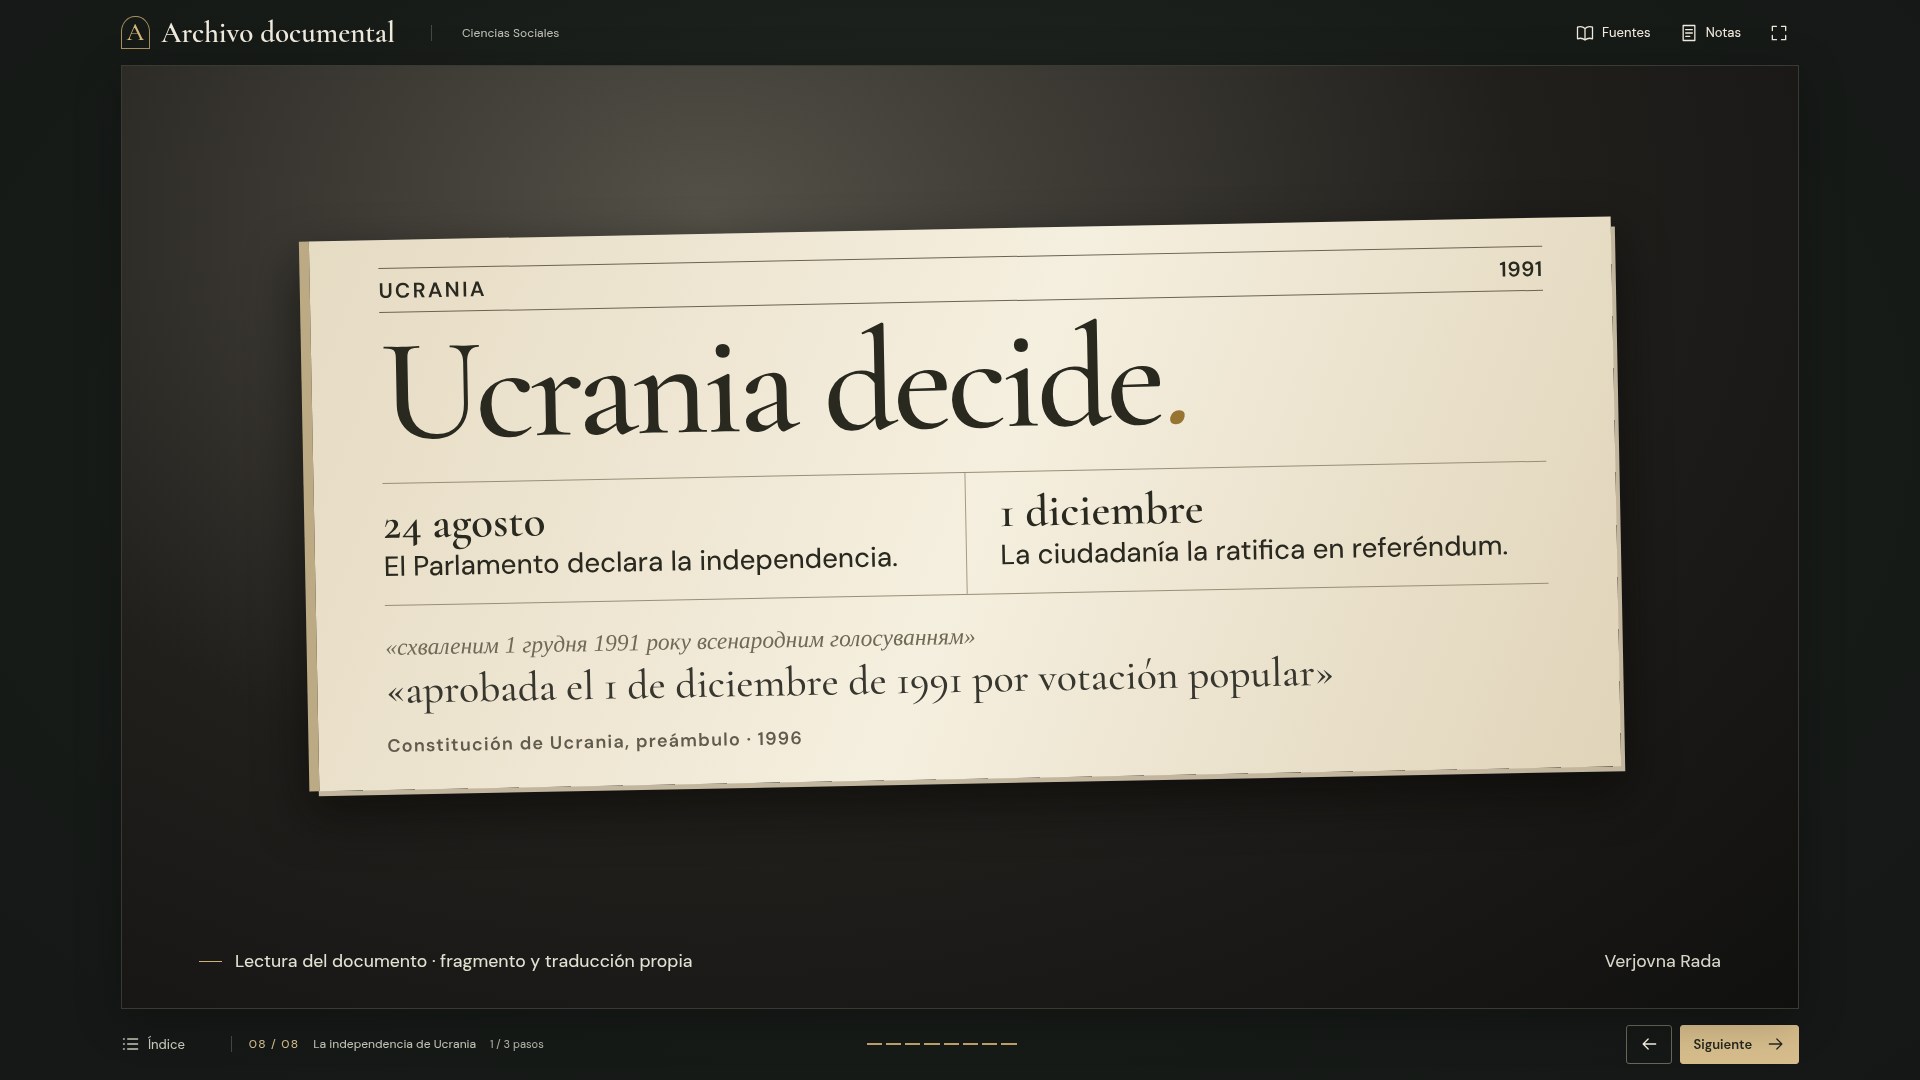 A Archivo documental
Ciencias Sociales
Fuentes
Notas
UCRANIA
1991
Ucrania decide.
24 agosto
El Parlamento declara la independencia.
1 diciembre
La ciudadanía la ratifica en referéndum.
«схваленим 1 грудня 1991 року всенародним голосуванням»
«aprobada el 1 de diciembre de 1991 por votación popular»
Constitución de Ucrania, preámbulo · 1996
Lectura del documento · fragmento y traducción propia
Verjovna Rada
Índice
08 / 08
La independencia de Ucrania
1 / 3 pasos
Siguiente